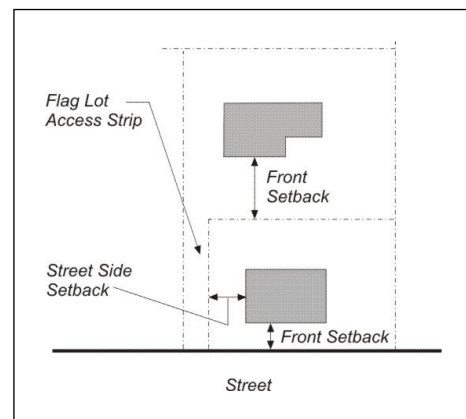 Flag Lot
Access Strip
Front
Setback
Street Side
Setback
Front Setback
Street